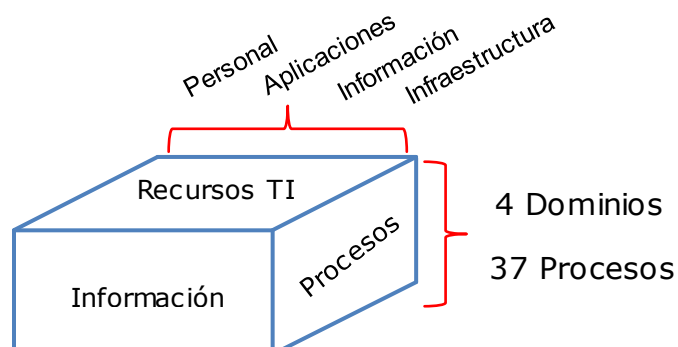 Personal
Aplicaciones
Información
Infraestructura
Recursos TI
4 Dominios
Procesos
37 Procesos
Información